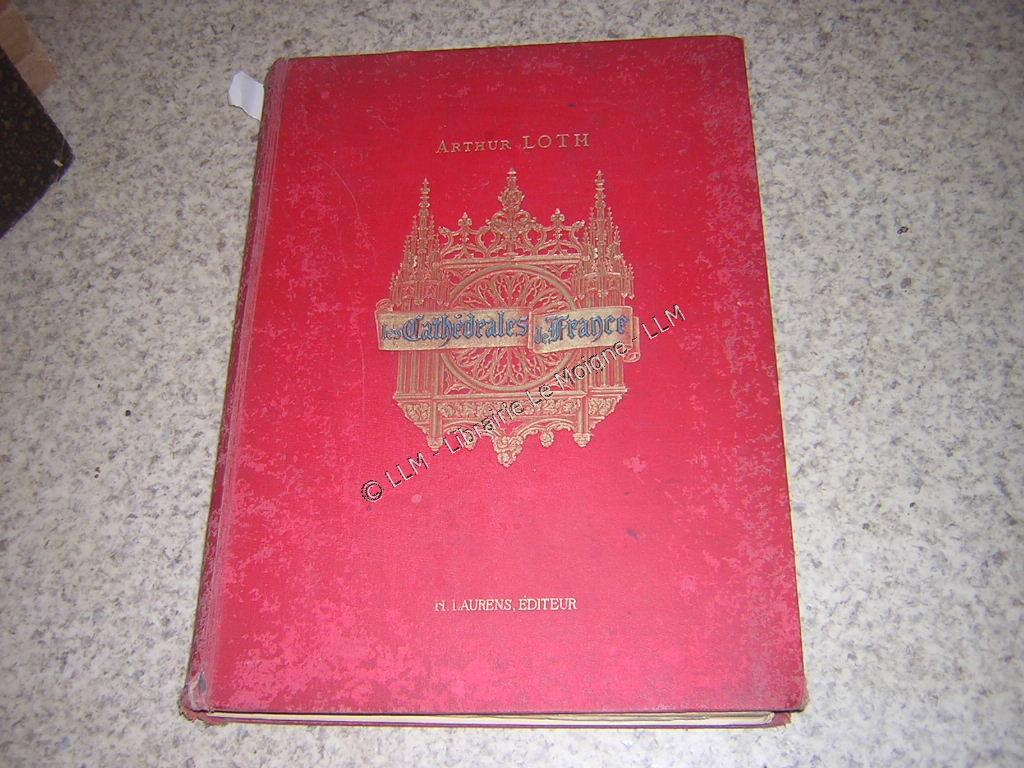 ARTHUR LOTH
les Cathédrales de France
© LLM - Librairie Le Moigne - LLM
H. LAURENS, ÉDITEUR